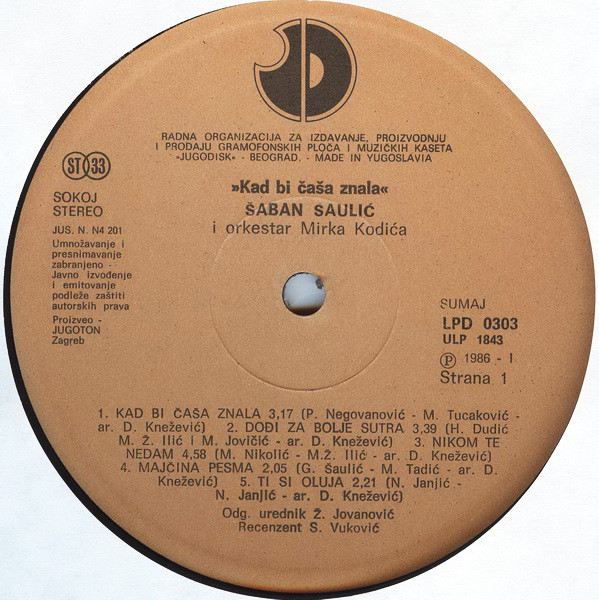 RADNA ORGANIZACIJA ZA IZDAVANJE, PROIZVODNJU
I PRODAJU GRAMOFONSKIH PLOČA I MUZIČKIH KASETA
»JUGODISK« - BEOGRAD. - MADE IN YUGOSLAVIA
ST 33
SOKOJ
STEREO
JUS. N. N4 201
Umnožavanje i
presnimavanje
zabranjeno -
Javno izvođenje
i emitovanje
podleže zaštiti
autorskih prava
Proizveo -
JUGOTON
Zagreb
»Kad bi čaša znala«
ŠABAN SAULIĆ
i orkestar Mirka Kodića
SUMAJ
LPD 0303
ULP 1843
Ⓟ 1986 - I
Strana 1
1. KAD BI ČAŠA ZNALA 3,17 (P. Negovanović - M. Tucaković -
ar. D. Knežević) 2. DOĐI ZA BOLJE SUTRA 3,39 (H. Dudić
M. Ž. Ilić i M. Jovičić - ar. D. Knežević) 3. NIKOM TE
NEDAM 4,58 (M. Nikolić - M.Ž. Ilić - ar. D. Knežević)
4. MAJČINA PESMA 2,05 (G. Šaulić - M. Tadić - ar. D.
Knežević) 5. TI SI OLUJA 2,21 (N. Janjić -
N. Janjić - ar. D. Knežević)
Odg. urednik Ž. Jovanović
Recenzent S. Vuković